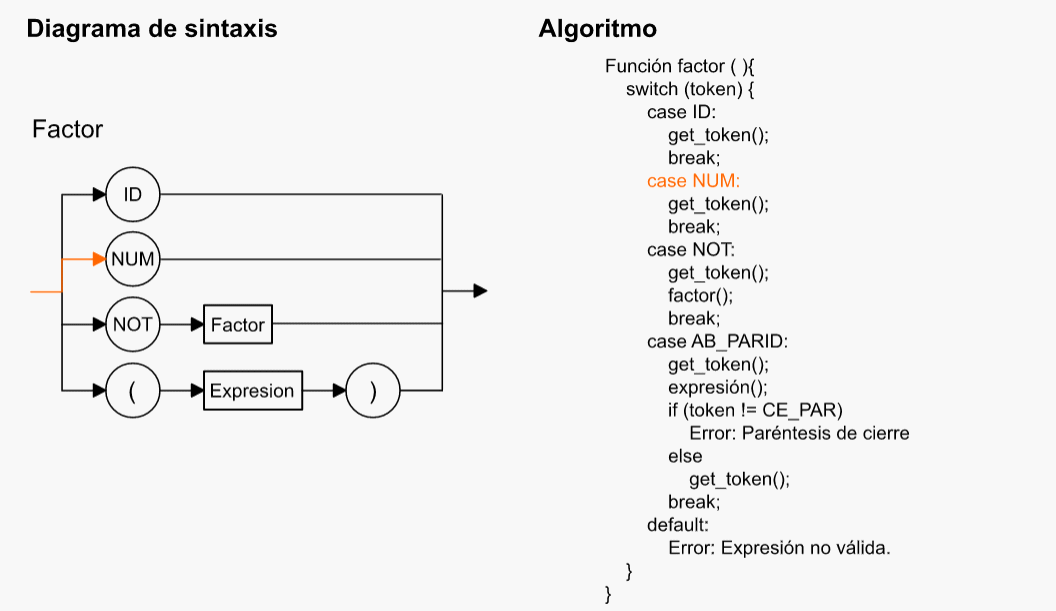 Diagrama de sintaxis
Factor
ID
NUM
NOT
Factor
(
Expresion
)
Algoritmo
Función factor ( ){
switch (token) {
case ID:
get_token();
break;
case NUM:
get_token();
break;
case NOT:
get_token();
factor();
break;
case AB_PARID:
get_token();
expresión();
if (token != CE_PAR)
Error: Paréntesis de cierre
else
get_token();
break;
default:
Error: Expresión no válida.
}
}